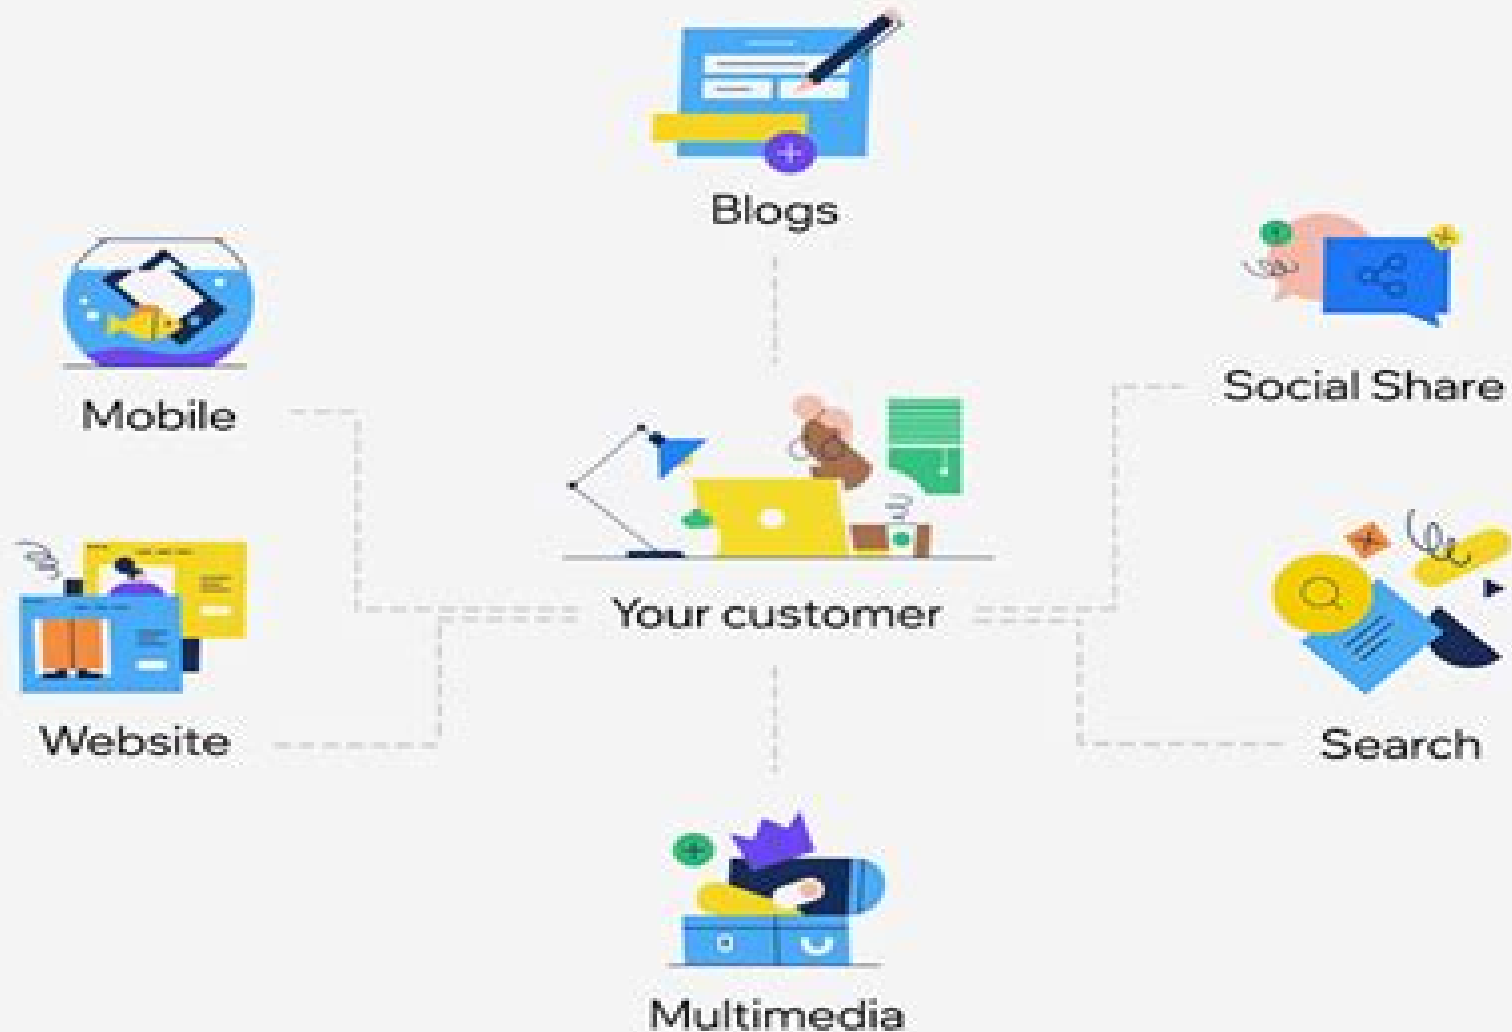 Blogs
Mobile
Social Share
Your customer
Website
Search
Multimedia